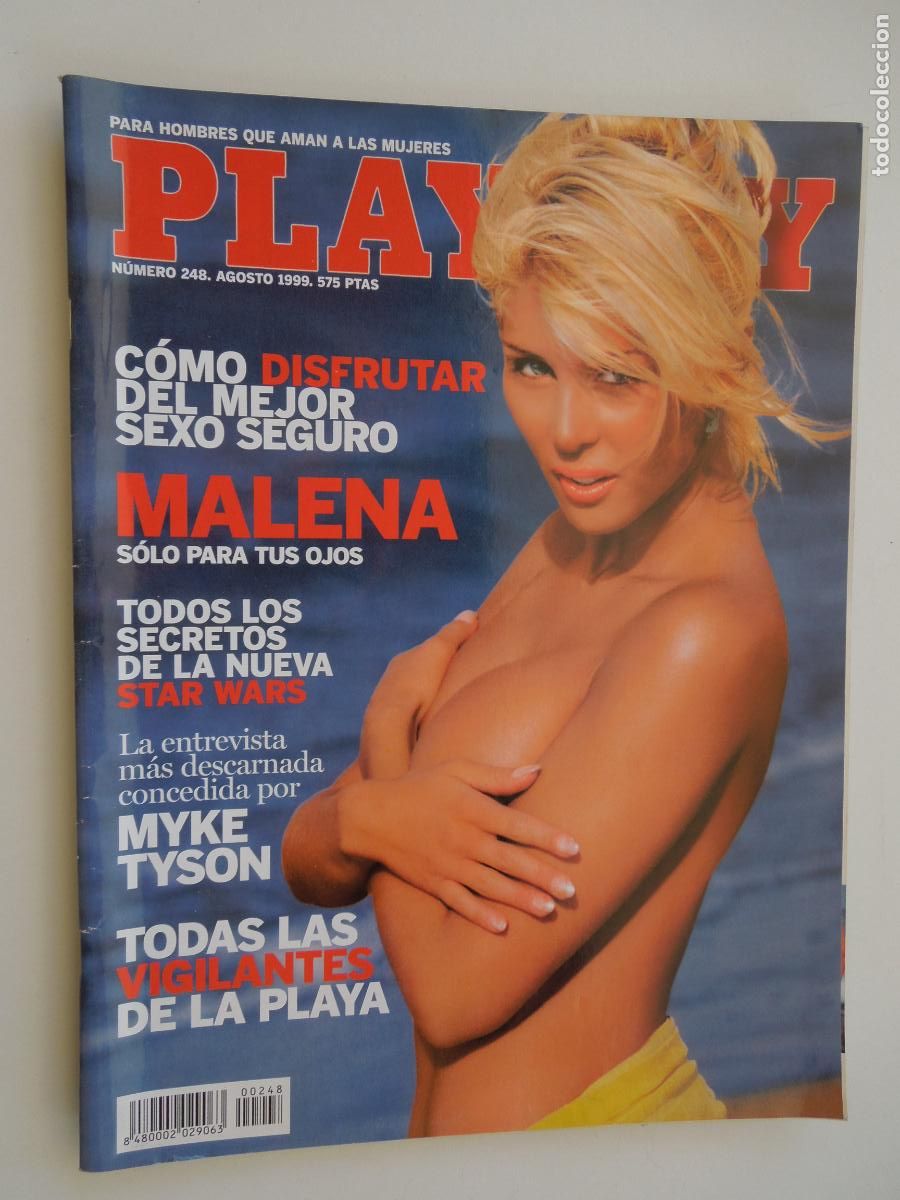 PARA HOMBRES QUE AMAN A LAS MUJERES
PLAY Y
NÚMERO 248. AGOSTO 1999. 575 PTAS
CÓMO DISFRUTAR
DEL MEJOR
SEXO SEGURO
MALENA
SÓLO PARA TUS OJOS
TODOS LOS
SECRETOS
DE LA NUEVA
STAR WARS
La entrevista
más descarnada
concedida por
MYKE
TYSON
TODAS LAS
VIGILANTES
DE LA PLAYA
00248
8 480002 029063
todocoleccion